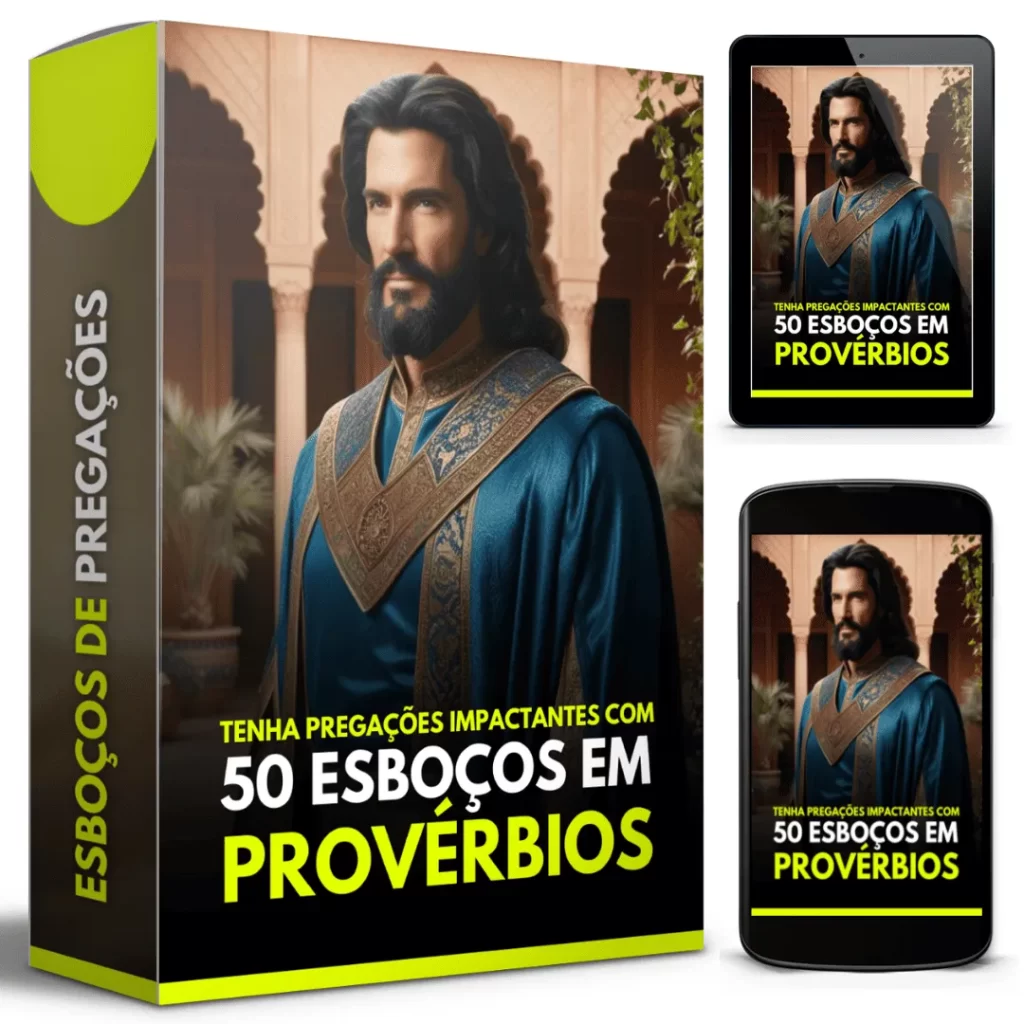 ESBOÇOS DE PREGAÇÕES
TENHA PREGAÇÕES IMPACTANTES COM
50 ESBOÇOS EM
PROVÉRBIOS
TENHA PREGAÇÕES IMPACTANTES COM
50 ESBOÇOS EM
PROVÉRBIOS
TENHA PREGAÇÕES IMPACTANTES COM
50 ESBOÇOS EM
PROVÉRBIOS